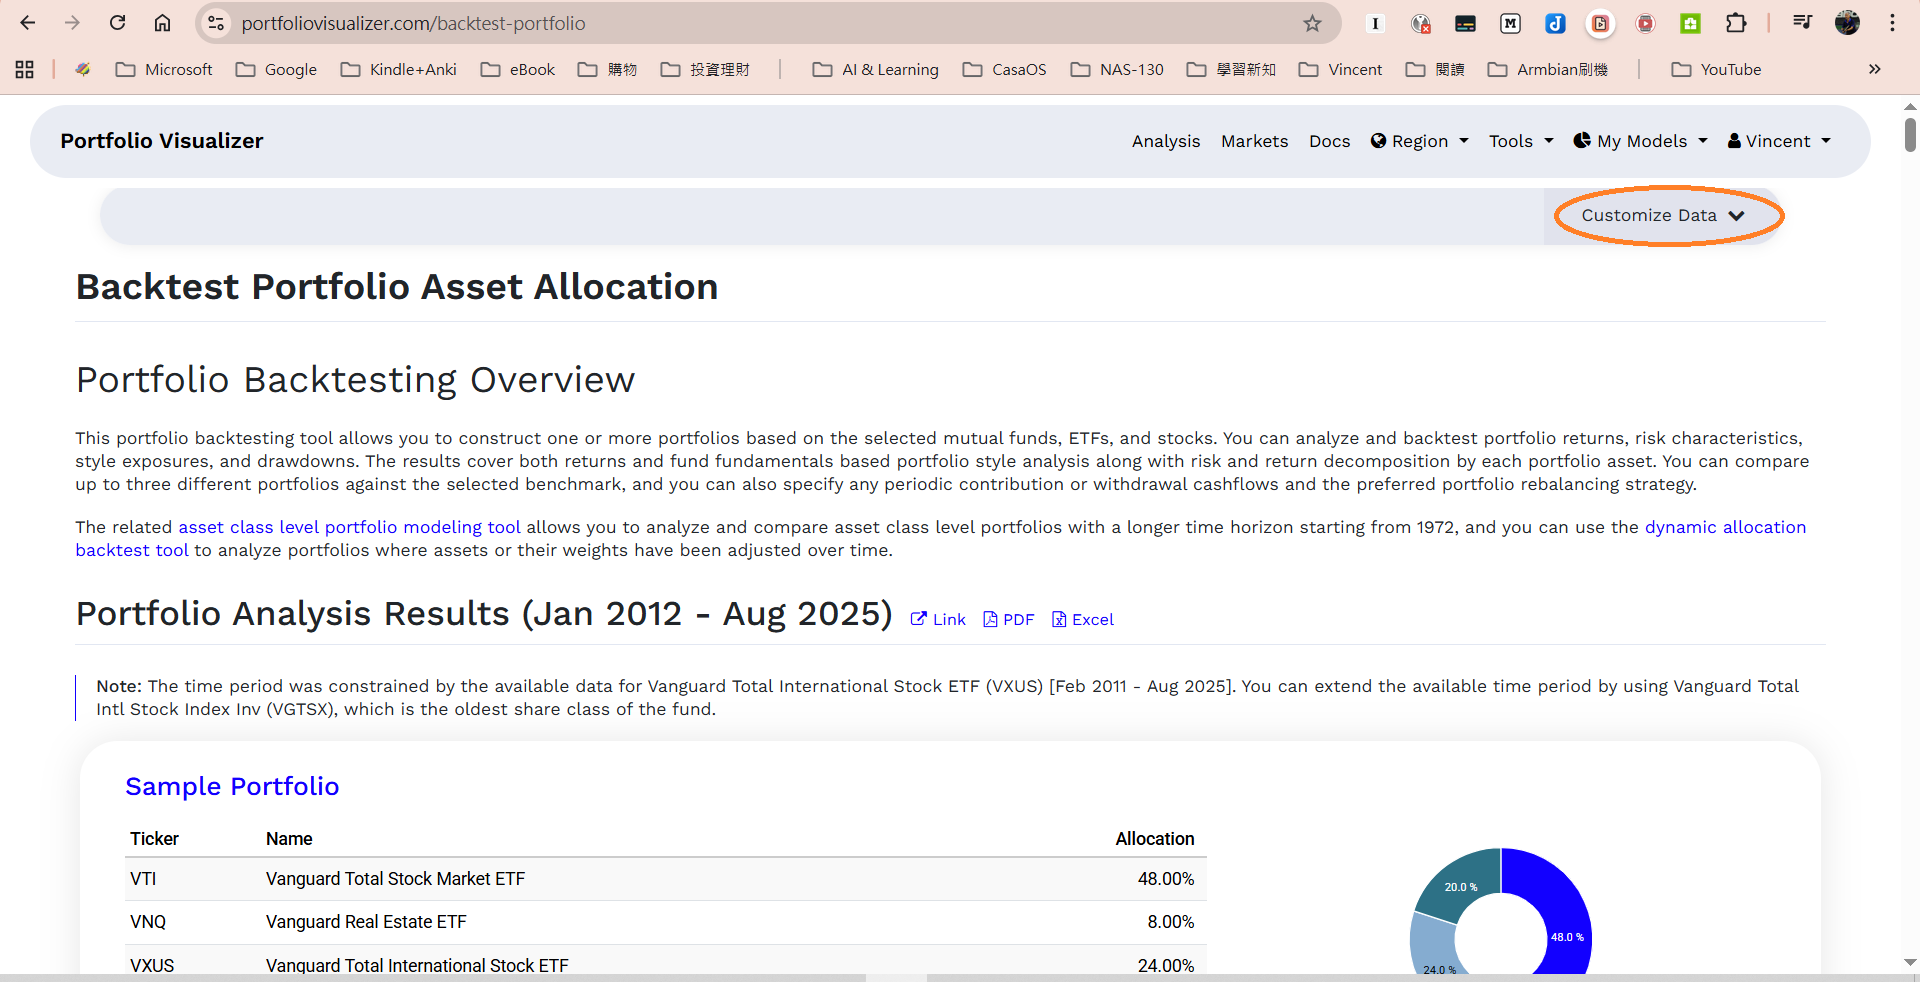 portfoliovisualizer.com/backtest-portfolio
Microsoft Google Kindle+Anki eBook 購物 投資理財 AI & Learning CasaOS NAS-130 學習新知 Vincent 閱讀 Armbian刷機 YouTube
Portfolio Visualizer
Analysis Markets Docs Region Tools My Models Vincent
Customize Data
Backtest Portfolio Asset Allocation
Portfolio Backtesting Overview
This portfolio backtesting tool allows you to construct one or more portfolios based on the selected mutual funds, ETFs, and stocks. You can analyze and backtest portfolio returns, risk characteristics,
style exposures, and drawdowns. The results cover both returns and fund fundamentals based portfolio style analysis along with risk and return decomposition by each portfolio asset. You can compare
up to three different portfolios against the selected benchmark, and you can also specify any periodic contribution or withdrawal cashflows and the preferred portfolio rebalancing strategy.
The related asset class level portfolio modeling tool allows you to analyze and compare asset class level portfolios with a longer time horizon starting from 1972, and you can use the dynamic allocation
backtest tool to analyze portfolios where assets or their weights have been adjusted over time.
Portfolio Analysis Results (Jan 2012 - Aug 2025) Link PDF Excel
Note: The time period was constrained by the available data for Vanguard Total International Stock ETF (VXUS) [Feb 2011 - Aug 2025]. You can extend the available time period by using Vanguard Total
Intl Stock Index Inv (VGTSX), which is the oldest share class of the fund.
Sample Portfolio
Ticker Name Allocation
VTI Vanguard Total Stock Market ETF 48.00%
VNQ Vanguard Real Estate ETF 8.00%
VXUS Vanguard Total International Stock ETF 24.00%
20.0 %
48.0 %
24.0 %